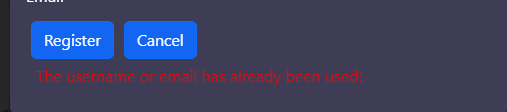 Email
Register Cancel
The username or email has already been used!